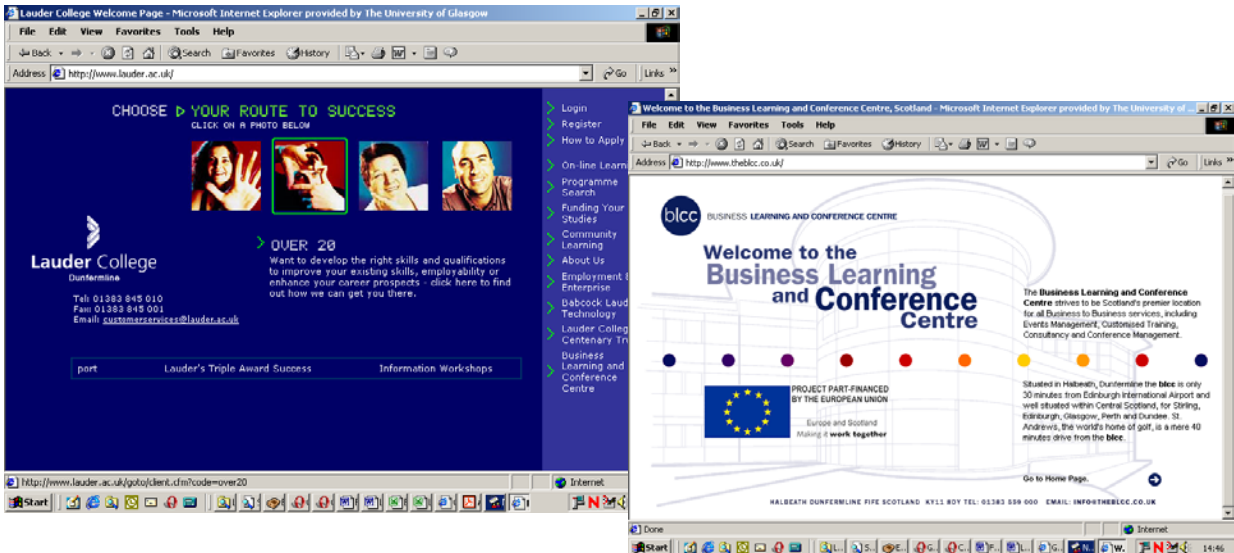 Lauder College Welcome Page - Microsoft Internet Explorer provided by The University of Glasgow
File Edit View Favorites Tools Help
Back Search Favorites History
Address http://www.lauder.ac.uk/ Go Links »
CHOOSE YOUR ROUTE TO SUCCESS
CLICK ON A PHOTO BELOW
Lauder College
Dunfermline
Tel: 01383 845 010
Fax: 01383 845 001
Email: customerservices@lauder.ac.uk
OVER 20
Want to develop the right skills and qualifications
to improve your existing skills, employability or
enhance your career prospects - click here to find
out how we can get you there.
port Lauder's Triple Award Success Information Workshops
Login
Register
How to Apply
On-line Learn
Programme
Search
Funding Your
Studies
Community
Learning
About Us
Employment
Enterprise
Babcock Laud
Technology
Lauder Colleg
Centenary Tru
Business
Learning and
Conference
Centre
http://www.lauder.ac.uk/goto/client.cfm?code=over20 Internet
Start
Welcome to the Business Learning and Conference Centre, Scotland - Microsoft Internet Explorer provided by The University of ...
File Edit View Favorites Tools Help
Back Search Favorites History
Address http://www.theblcc.co.uk/ Go Links »
blcc BUSINESS LEARNING AND CONFERENCE CENTRE
Welcome to the
Business Learning
and Conference
Centre
The Business Learning and Conference
Centre strives to be Scotland's premier location
for all Business to Business services, including
Events Management, Customised Training,
Consultancy and Conference Management.
PROJECT PART-FINANCED
BY THE EUROPEAN UNION
Europe and Scotland
Making it work together
Situated in Halbeath, Dunfermline the blcc is only
30 minutes from Edinburgh International Airport and
well situated within Central Scotland, for Stirling,
Edinburgh, Glasgow, Perth and Dundee. St.
Andrews, the world's home of golf, is a mere 40
minutes drive from the blcc.
Go to Home Page.
HALBEATH DUNFERMLINE FIFE SCOTLAND KY11 8DY TEL: 01383 559 000 EMAIL: INFO@THEBLCC.CO.UK
Done Internet
Start 14:46